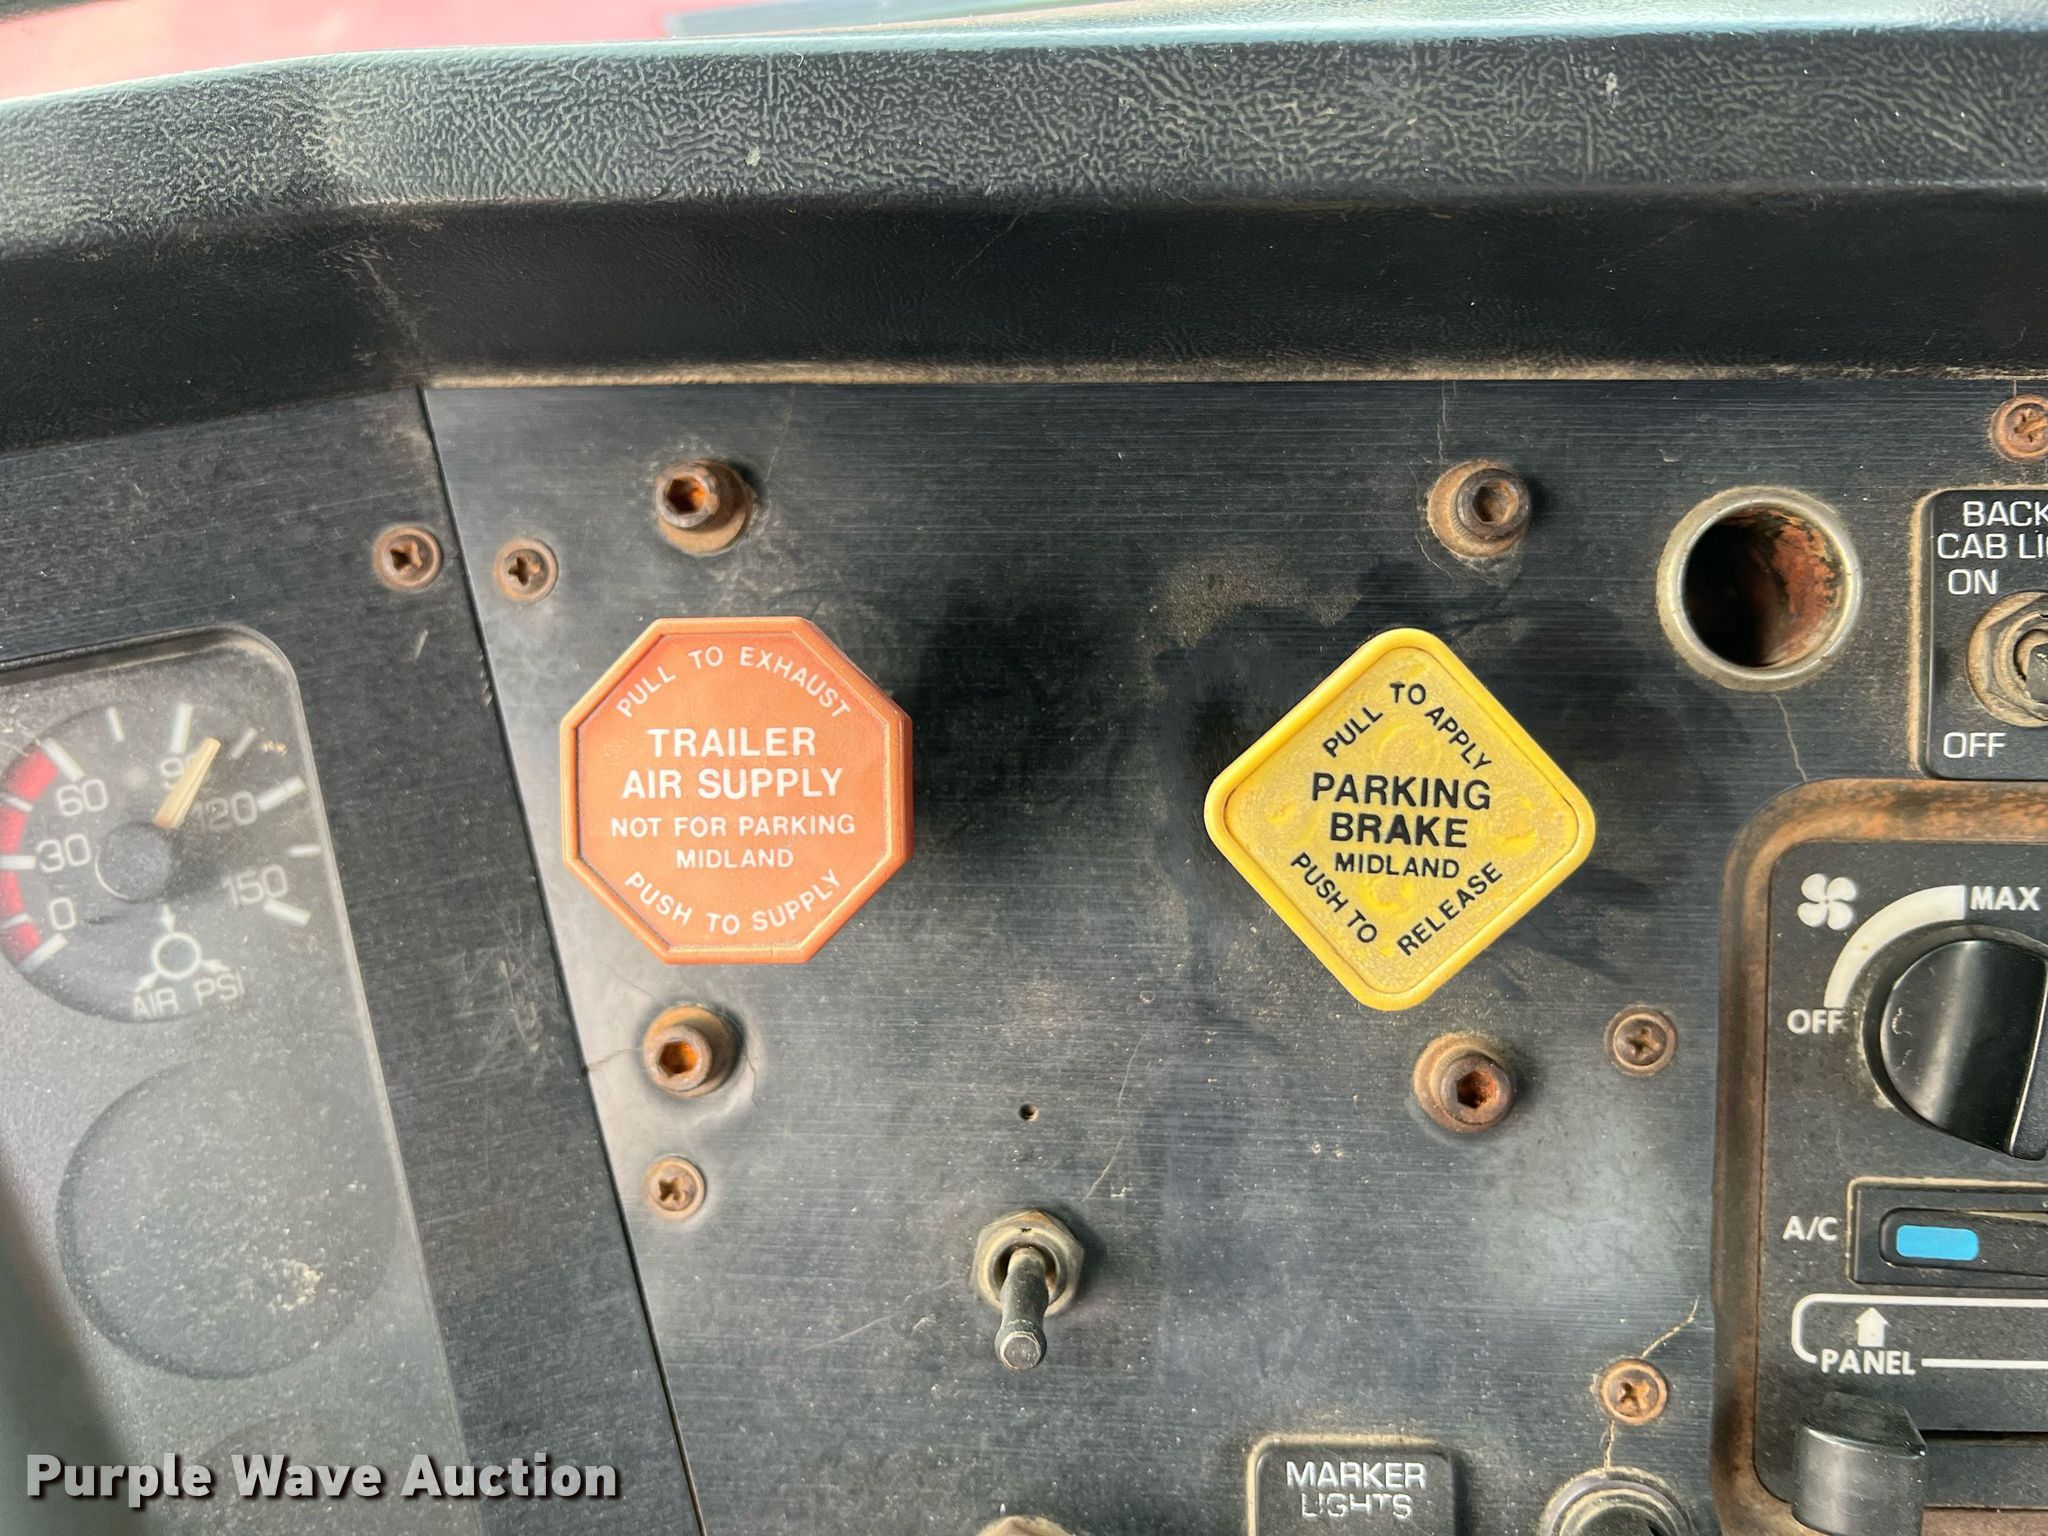 PULL TO EXHAUST
TRAILER
AIR SUPPLY
NOT FOR PARKING
MIDLAND
PUSH TO SUPPLY
PULL TO APPLY
PARKING
BRAKE
MIDLAND
PUSH TO RELEASE
BACK
CAB
ON
OFF
0
30
60
90
120
150
AIR PSI
MAX
OFF
A/C
PANEL
MARKER
LIGHTS
Purple Wave Auction